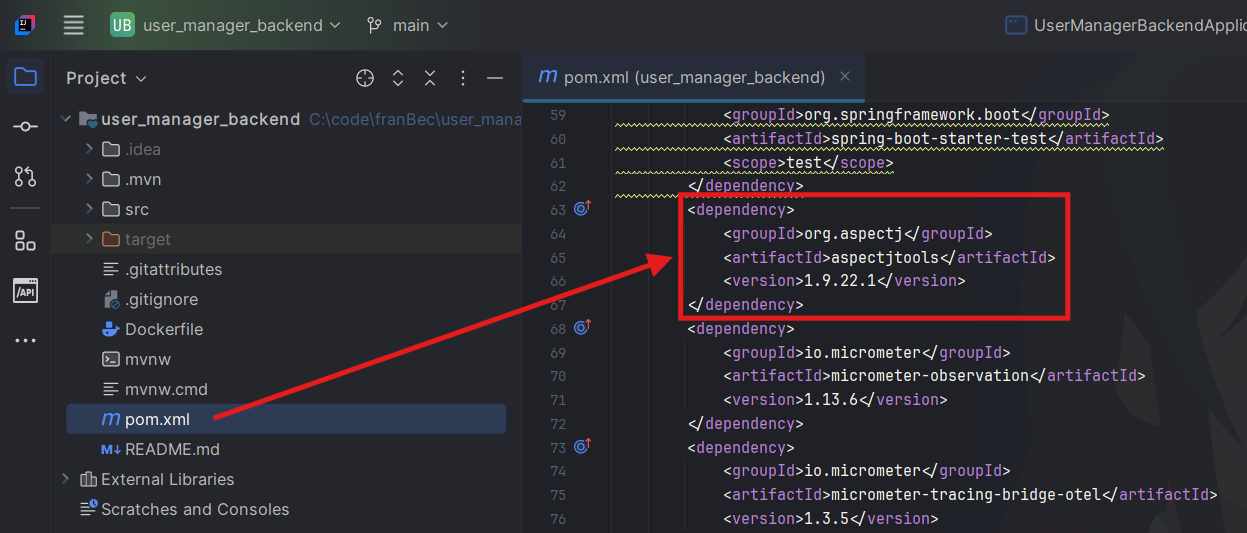 UB user_manager_backend main UserManagerBackendApplic
Project
pom.xml (user_manager_backend)
user_manager_backend C:\code\franBec\user_mana
.idea
.mvn
src
target
.gitattributes
.gitignore
Dockerfile
mvnw
mvnw.cmd
pom.xml
README.md
External Libraries
Scratches and Consoles
/API
59 <groupId>org.springframework.boot</groupId>
60 <artifactId>spring-boot-starter-test</artifactId>
61 <scope>test</scope>
62 </dependency>
63 <dependency>
64 <groupId>org.aspectj</groupId>
65 <artifactId>aspectjtools</artifactId>
66 <version>1.9.22.1</version>
67 </dependency>
68 <dependency>
69 <groupId>io.micrometer</groupId>
70 <artifactId>micrometer-observation</artifactId>
71 <version>1.13.6</version>
72 </dependency>
73 <dependency>
74 <groupId>io.micrometer</groupId>
75 <artifactId>micrometer-tracing-bridge-otel</artifactId>
76 <version>1.3.5</version>